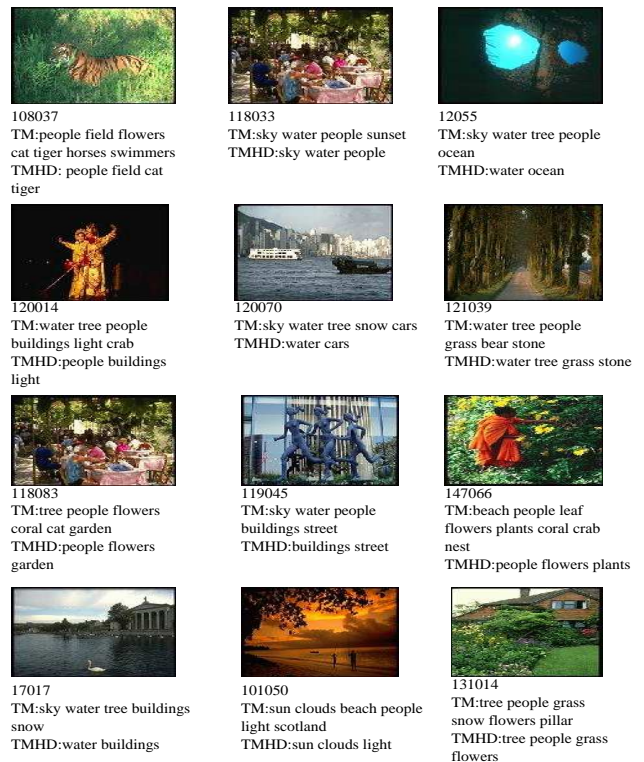 108037
TM:people field flowers
cat tiger horses swimmers
TMHD: people field cat
tiger
118033
TM:sky water people sunset
TMHD:sky water people
12055
TM:sky water tree people
ocean
TMHD:water ocean
120014
TM:water tree people
buildings light crab
TMHD:people buildings
light
120070
TM:sky water tree snow cars
TMHD:water cars
121039
TM:water tree people
grass bear stone
TMHD:water tree grass stone
118083
TM:tree people flowers
coral cat garden
TMHD:people flowers
garden
119045
TM:sky water people
buildings street
TMHD:buildings street
147066
TM:beach people leaf
flowers plants coral crab
nest
TMHD:people flowers plants
17017
TM:sky water tree buildings
snow
TMHD:water buildings
101050
TM:sun clouds beach people
light scotland
TMHD:sun clouds light
131014
TM:tree people grass
snow flowers pillar
TMHD:tree people grass
flowers